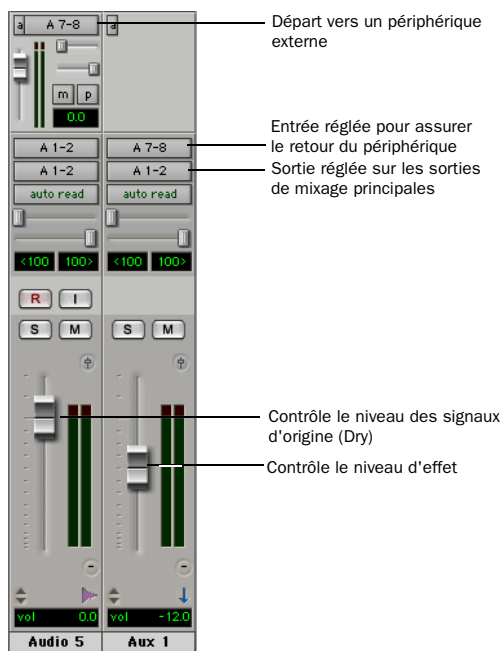 a A 7-8
a
Départ vers un périphérique
externe
m p
0.0
Entrée réglée pour assurer
le retour du périphérique
A 1-2
A 7-8
Sortie réglée sur les sorties
de mixage principales
A 1-2
A 1-2
auto read
auto read
<100 100>
<100 100>
R I
S M
S M
Contrôle le niveau des signaux
d'origine (Dry)
Contrôle le niveau d'effet
vol 0.0
vol -12.0
Audio 5
Aux 1